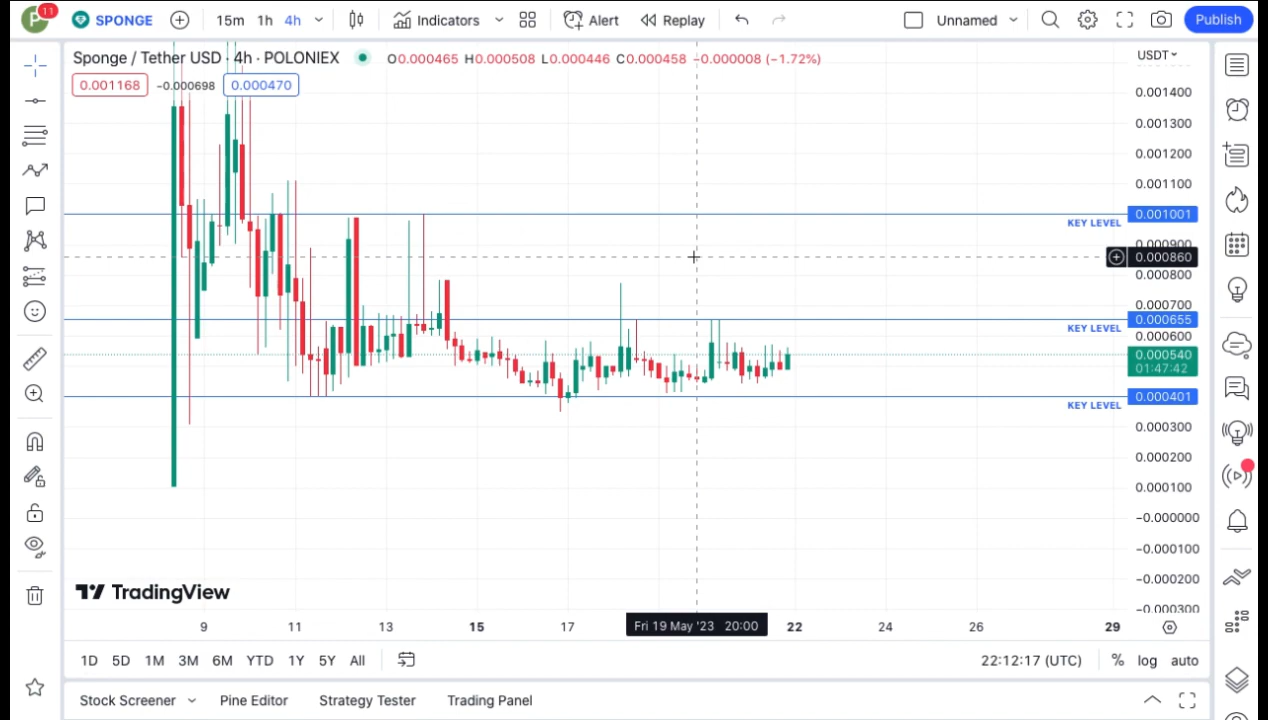 P 11 SPONGE 15m 1h 4h Indicators Alert Replay Unnamed Publish
Sponge / Tether USD · 4h · POLONIEX O0.000465 H0.000508 L0.000446 C0.000458 −0.000008 (−1.72%)
0.001168 −0.000698 0.000470
USDT
0.001400
0.001300
0.001200
0.001100
0.001001
KEY LEVEL
0.000900
0.000860
0.000800
0.000700
0.000655
KEY LEVEL
0.000600
0.000540
01:47:42
0.000401
KEY LEVEL
0.000300
0.000200
0.000100
−0.000000
−0.000100
−0.000200
−0.000300
TradingView
9 11 13 15 17 Fri 19 May '23 20:00 22 24 26 29
1D 5D 1M 3M 6M YTD 1Y 5Y All 22:12:17 (UTC) % log auto
Stock Screener Pine Editor Strategy Tester Trading Panel